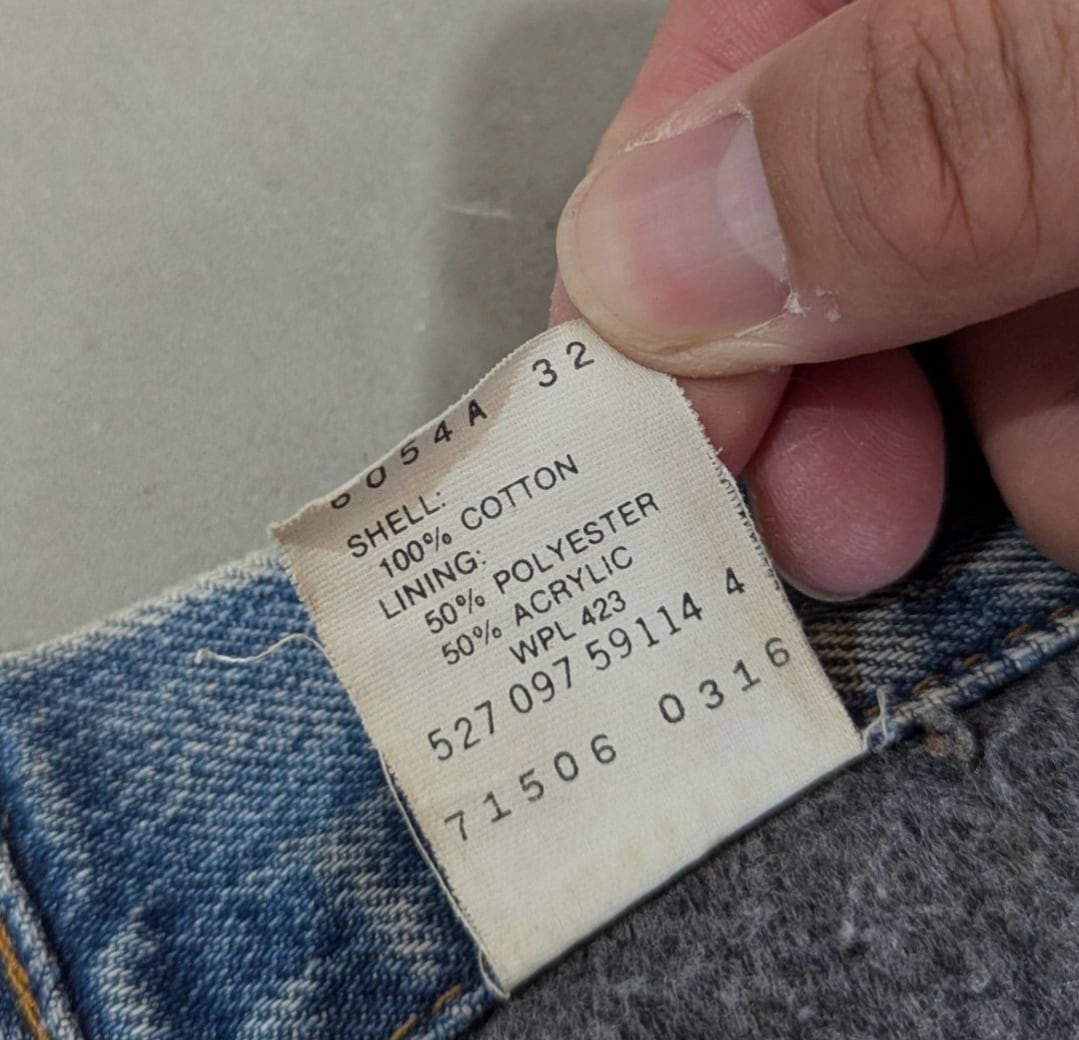 32
SHELL:
100% COTTON
LINING:
50% POLYESTER
50% ACRYLIC
WPL 423
527 097 59114 4
71506 0316